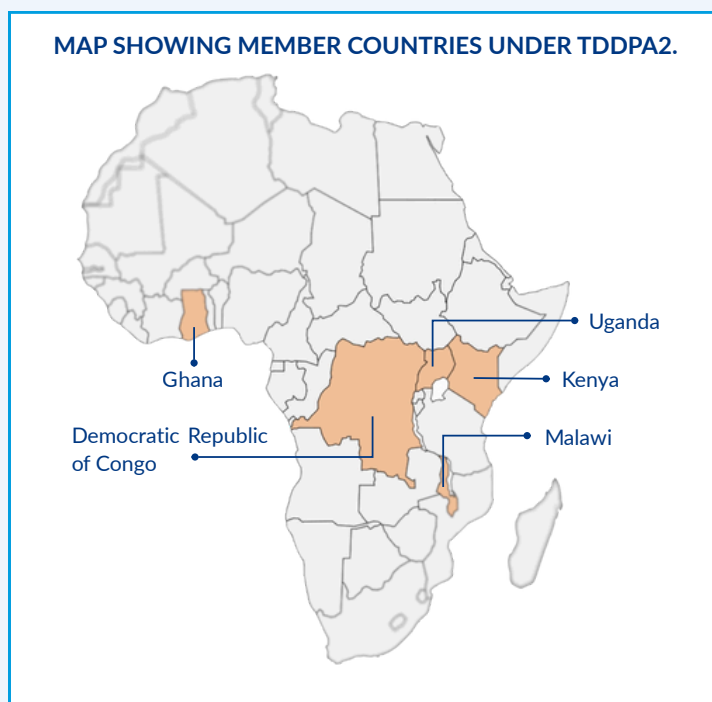 MAP SHOWING MEMBER COUNTRIES UNDER TDDPA2.
Uganda
Ghana
Kenya
Democratic Republic
of Congo
Malawi